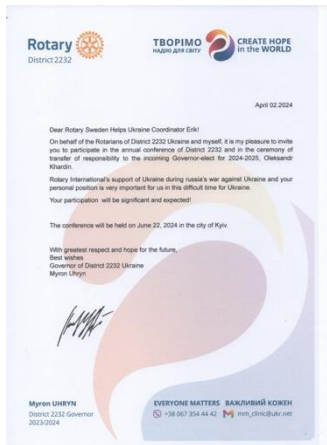 Rotary
District 2232
ТВОРІМО
НАДІЮ ДЛЯ СВІТУ
CREATE HOPE
in the WORLD
April 02.2024
Dear Rotary Sweden Helps Ukraine Coordinator Erik!
On behalf of the Rotarians of District 2232 Ukraine and myself, it is my pleasure to invite
you to participate in the annual conference of District 2232 and in the ceremony of
transfer of responsibility to the incoming Governor-elect for 2024-2025, Oleksandr
Khardin.
Rotary International's support of Ukraine during russia's war against Ukraine and your
personal position is very important for us in this difficult time for Ukraine.
Your participation will be significant and expected!
The conference will be held on June 22, 2024 in the city of Kyiv.
With greatest respect and hope for the future,
Best wishes
Governor of District 2232 Ukraine
Myron Uhryn
Myron UHRYN
District 2232 Governor
2023/2024
EVERYONE MATTERS ВАЖЛИВИЙ КОЖЕН
+38 067 354 44 42 mm_clinic@ukr.net